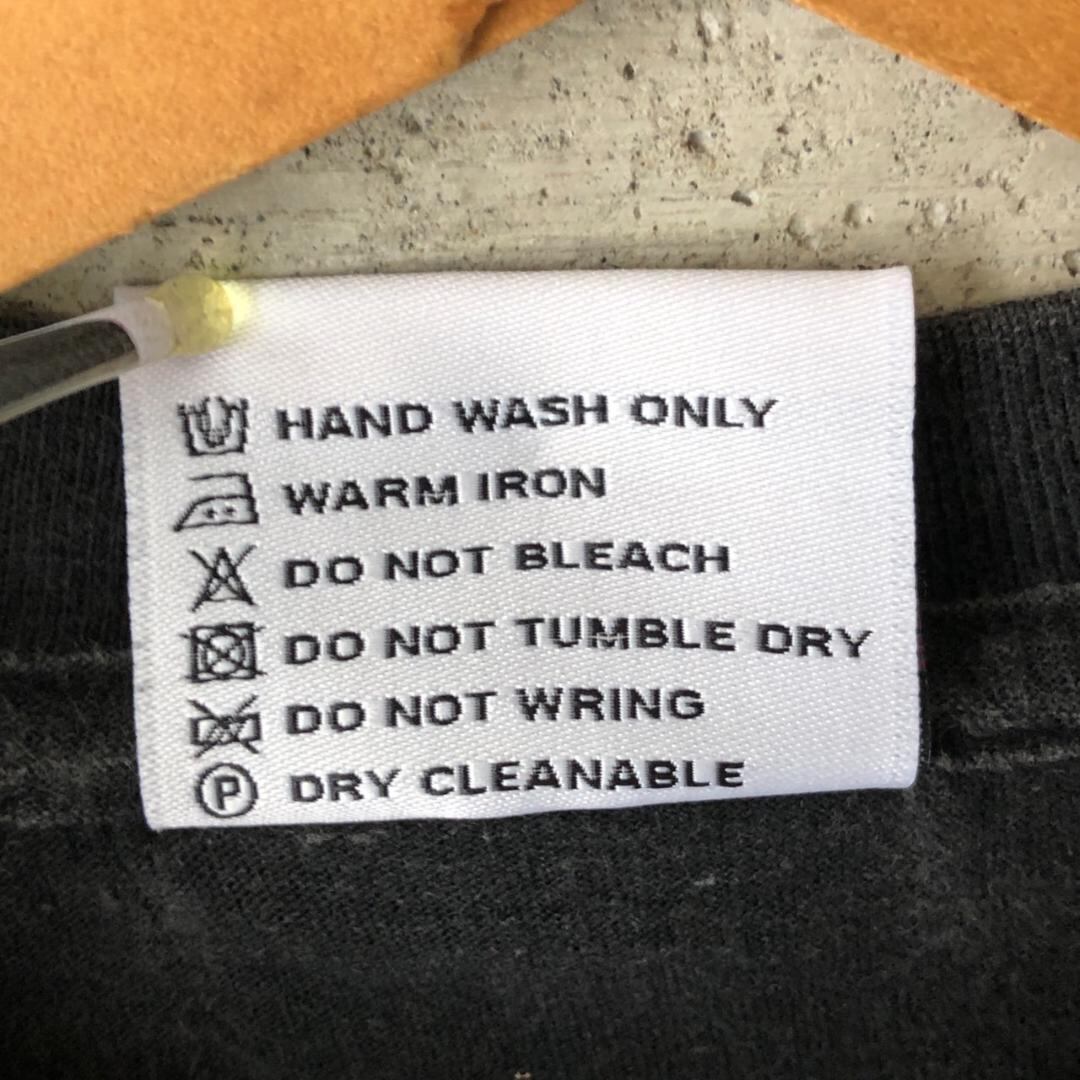 HAND WASH ONLY
WARM IRON
DO NOT BLEACH
DO NOT TUMBLE DRY
DO NOT WRING
P DRY CLEANABLE